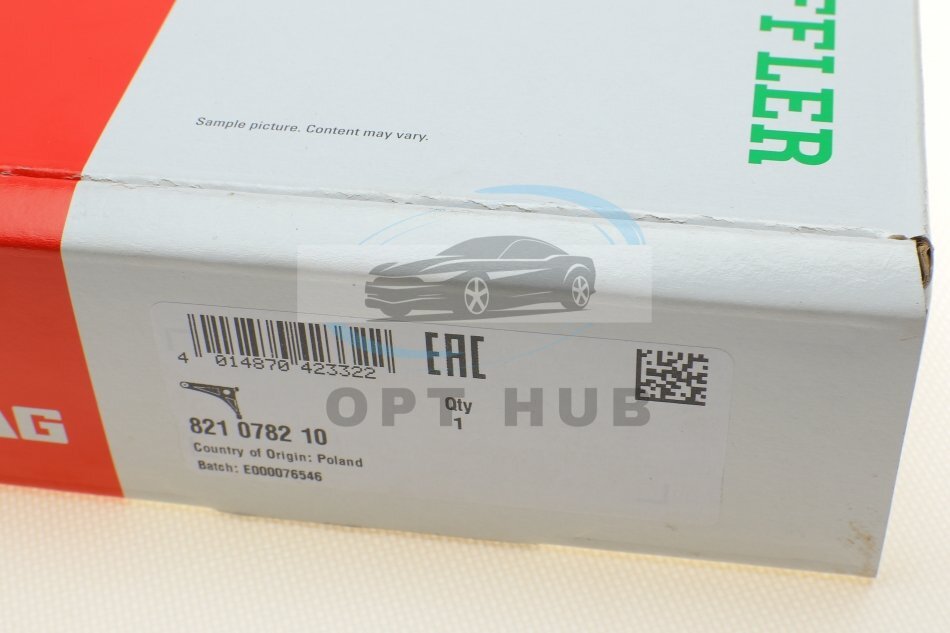 FFLER
Sample picture. Content may vary.
4 014870 423322
EAC
OPT HUB
Qty
1
821 0782 10
Country of Origin: Poland
Batch: E000076546
AG